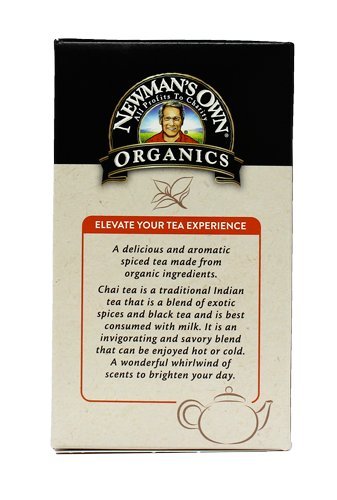 NEWMAN'S OWN
All Profits To Charity
ORGANICS
ELEVATE YOUR TEA EXPERIENCE
A delicious and aromatic
spiced tea made from
organic ingredients.
Chai tea is a traditional Indian
tea that is a blend of exotic
spices and black tea and is best
consumed with milk. It is an
invigorating and savory blend
that can be enjoyed hot or cold.
A wonderful whirlwind of
scents to brighten your day.